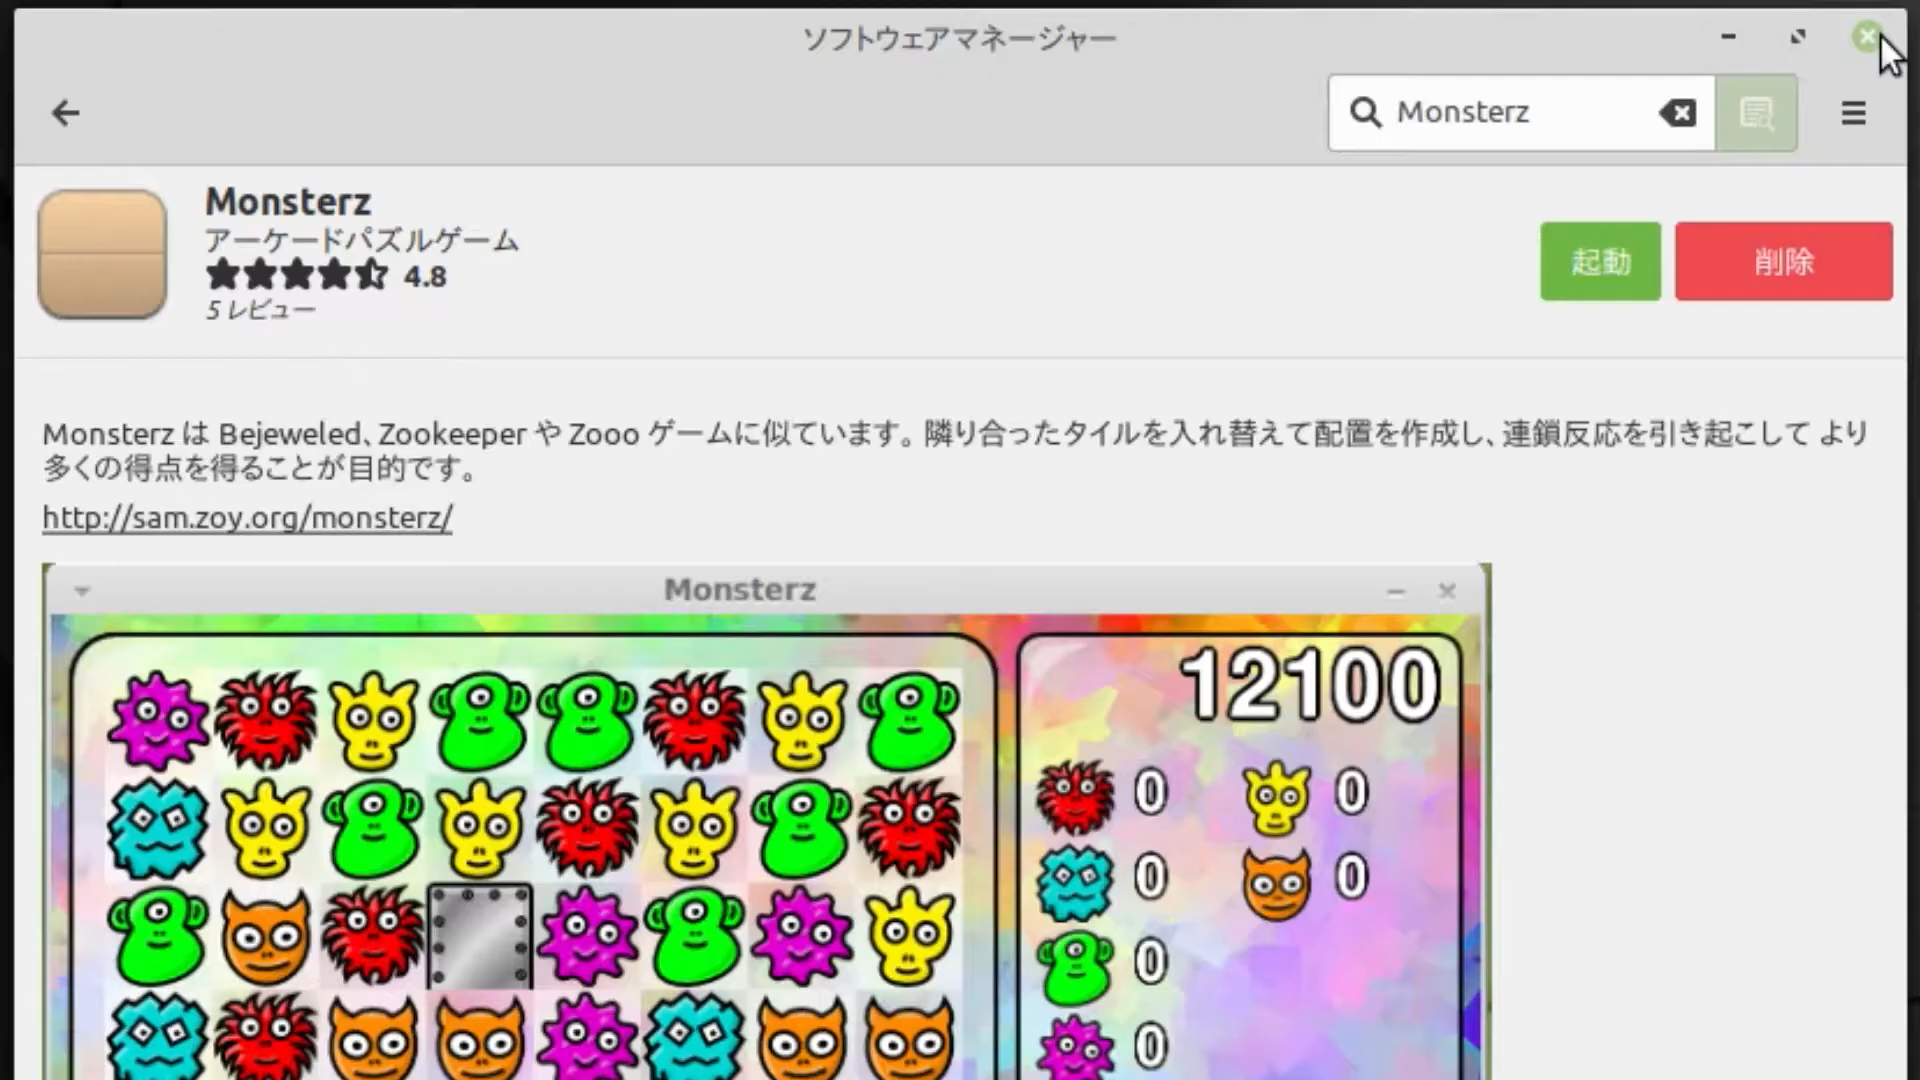 ソフトウェアマネージャー
Monsterz
Monsterz
アーケードパズルゲーム
4.8
5 レビュー
起動
削除
Monsterz は Bejeweled、Zookeeper や Zooo ゲームに似ています。隣り合ったタイルを入れ替えて配置を作成し、連鎖反応を引き起こして より
多くの得点を得ることが目的です。
http://sam.zoy.org/monsterz/
Monsterz
12100
0 0
0 0
0
0